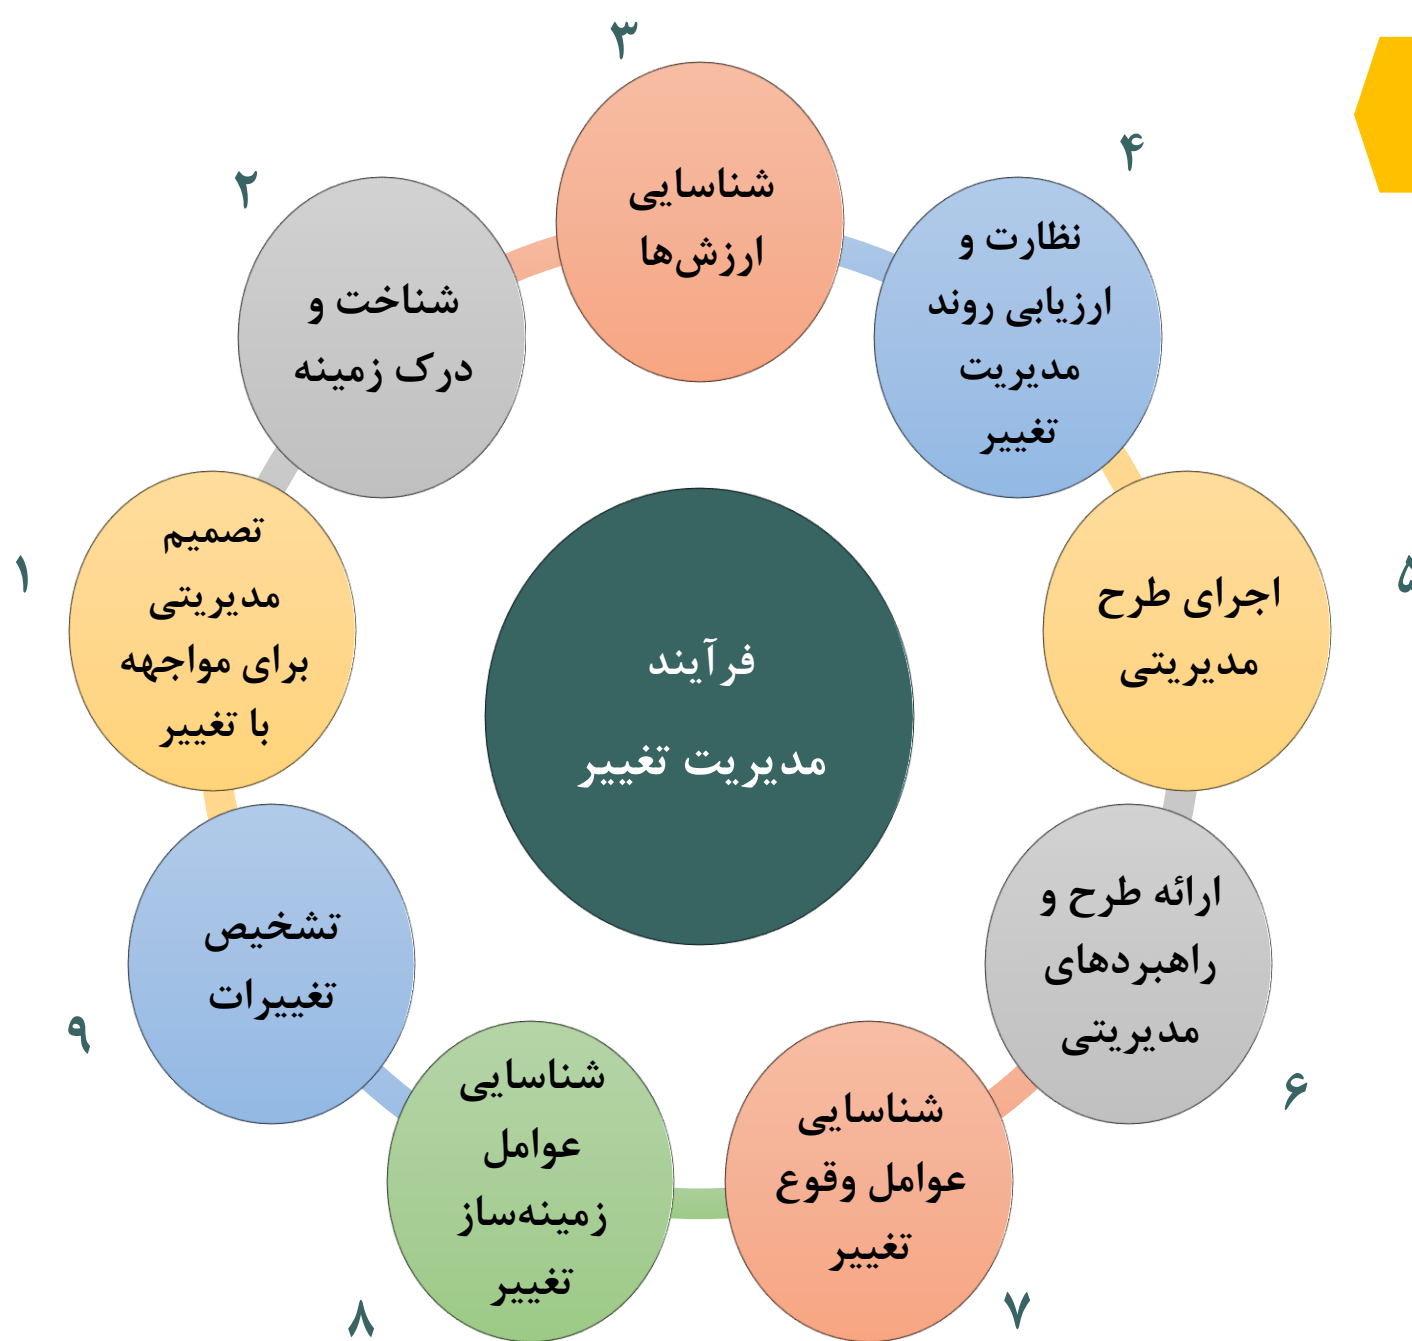 ۱
تصمیم
مدیریتی
برای مواجهه
با تغییر
۲
شناخت و
درک زمینه
۳
شناسایی
ارزش‌ها
۴
نظارت و
ارزیابی روند
مدیریت
تغییر
۵
اجرای طرح
مدیریتی
۶
ارائه طرح و
راهبردهای
مدیریتی
۷
شناسایی
عوامل وقوع
تغییر
۸
شناسایی
عوامل
زمینه‌ساز
تغییر
۹
تشخیص
تغییرات
فرآیند
مدیریت تغییر